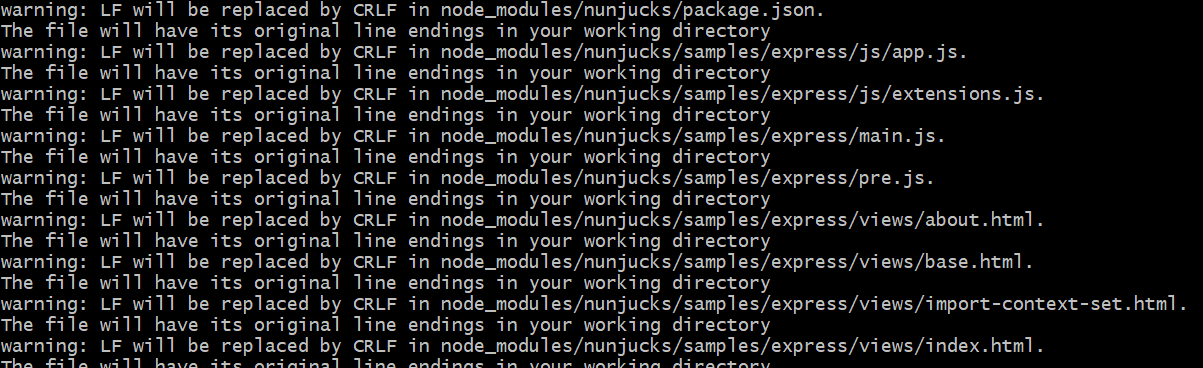 warning: LF will be replaced by CRLF in node_modules/nunjucks/package.json.
The file will have its original line endings in your working directory
warning: LF will be replaced by CRLF in node_modules/nunjucks/samples/express/js/app.js.
The file will have its original line endings in your working directory
warning: LF will be replaced by CRLF in node_modules/nunjucks/samples/express/js/extensions.js.
The file will have its original line endings in your working directory
warning: LF will be replaced by CRLF in node_modules/nunjucks/samples/express/main.js.
The file will have its original line endings in your working directory
warning: LF will be replaced by CRLF in node_modules/nunjucks/samples/express/pre.js.
The file will have its original line endings in your working directory
warning: LF will be replaced by CRLF in node_modules/nunjucks/samples/express/views/about.html.
The file will have its original line endings in your working directory
warning: LF will be replaced by CRLF in node_modules/nunjucks/samples/express/views/base.html.
The file will have its original line endings in your working directory
warning: LF will be replaced by CRLF in node_modules/nunjucks/samples/express/views/import-context-set.html.
The file will have its original line endings in your working directory
warning: LF will be replaced by CRLF in node_modules/nunjucks/samples/express/views/index.html.
The file will have its original line endings in your working directory